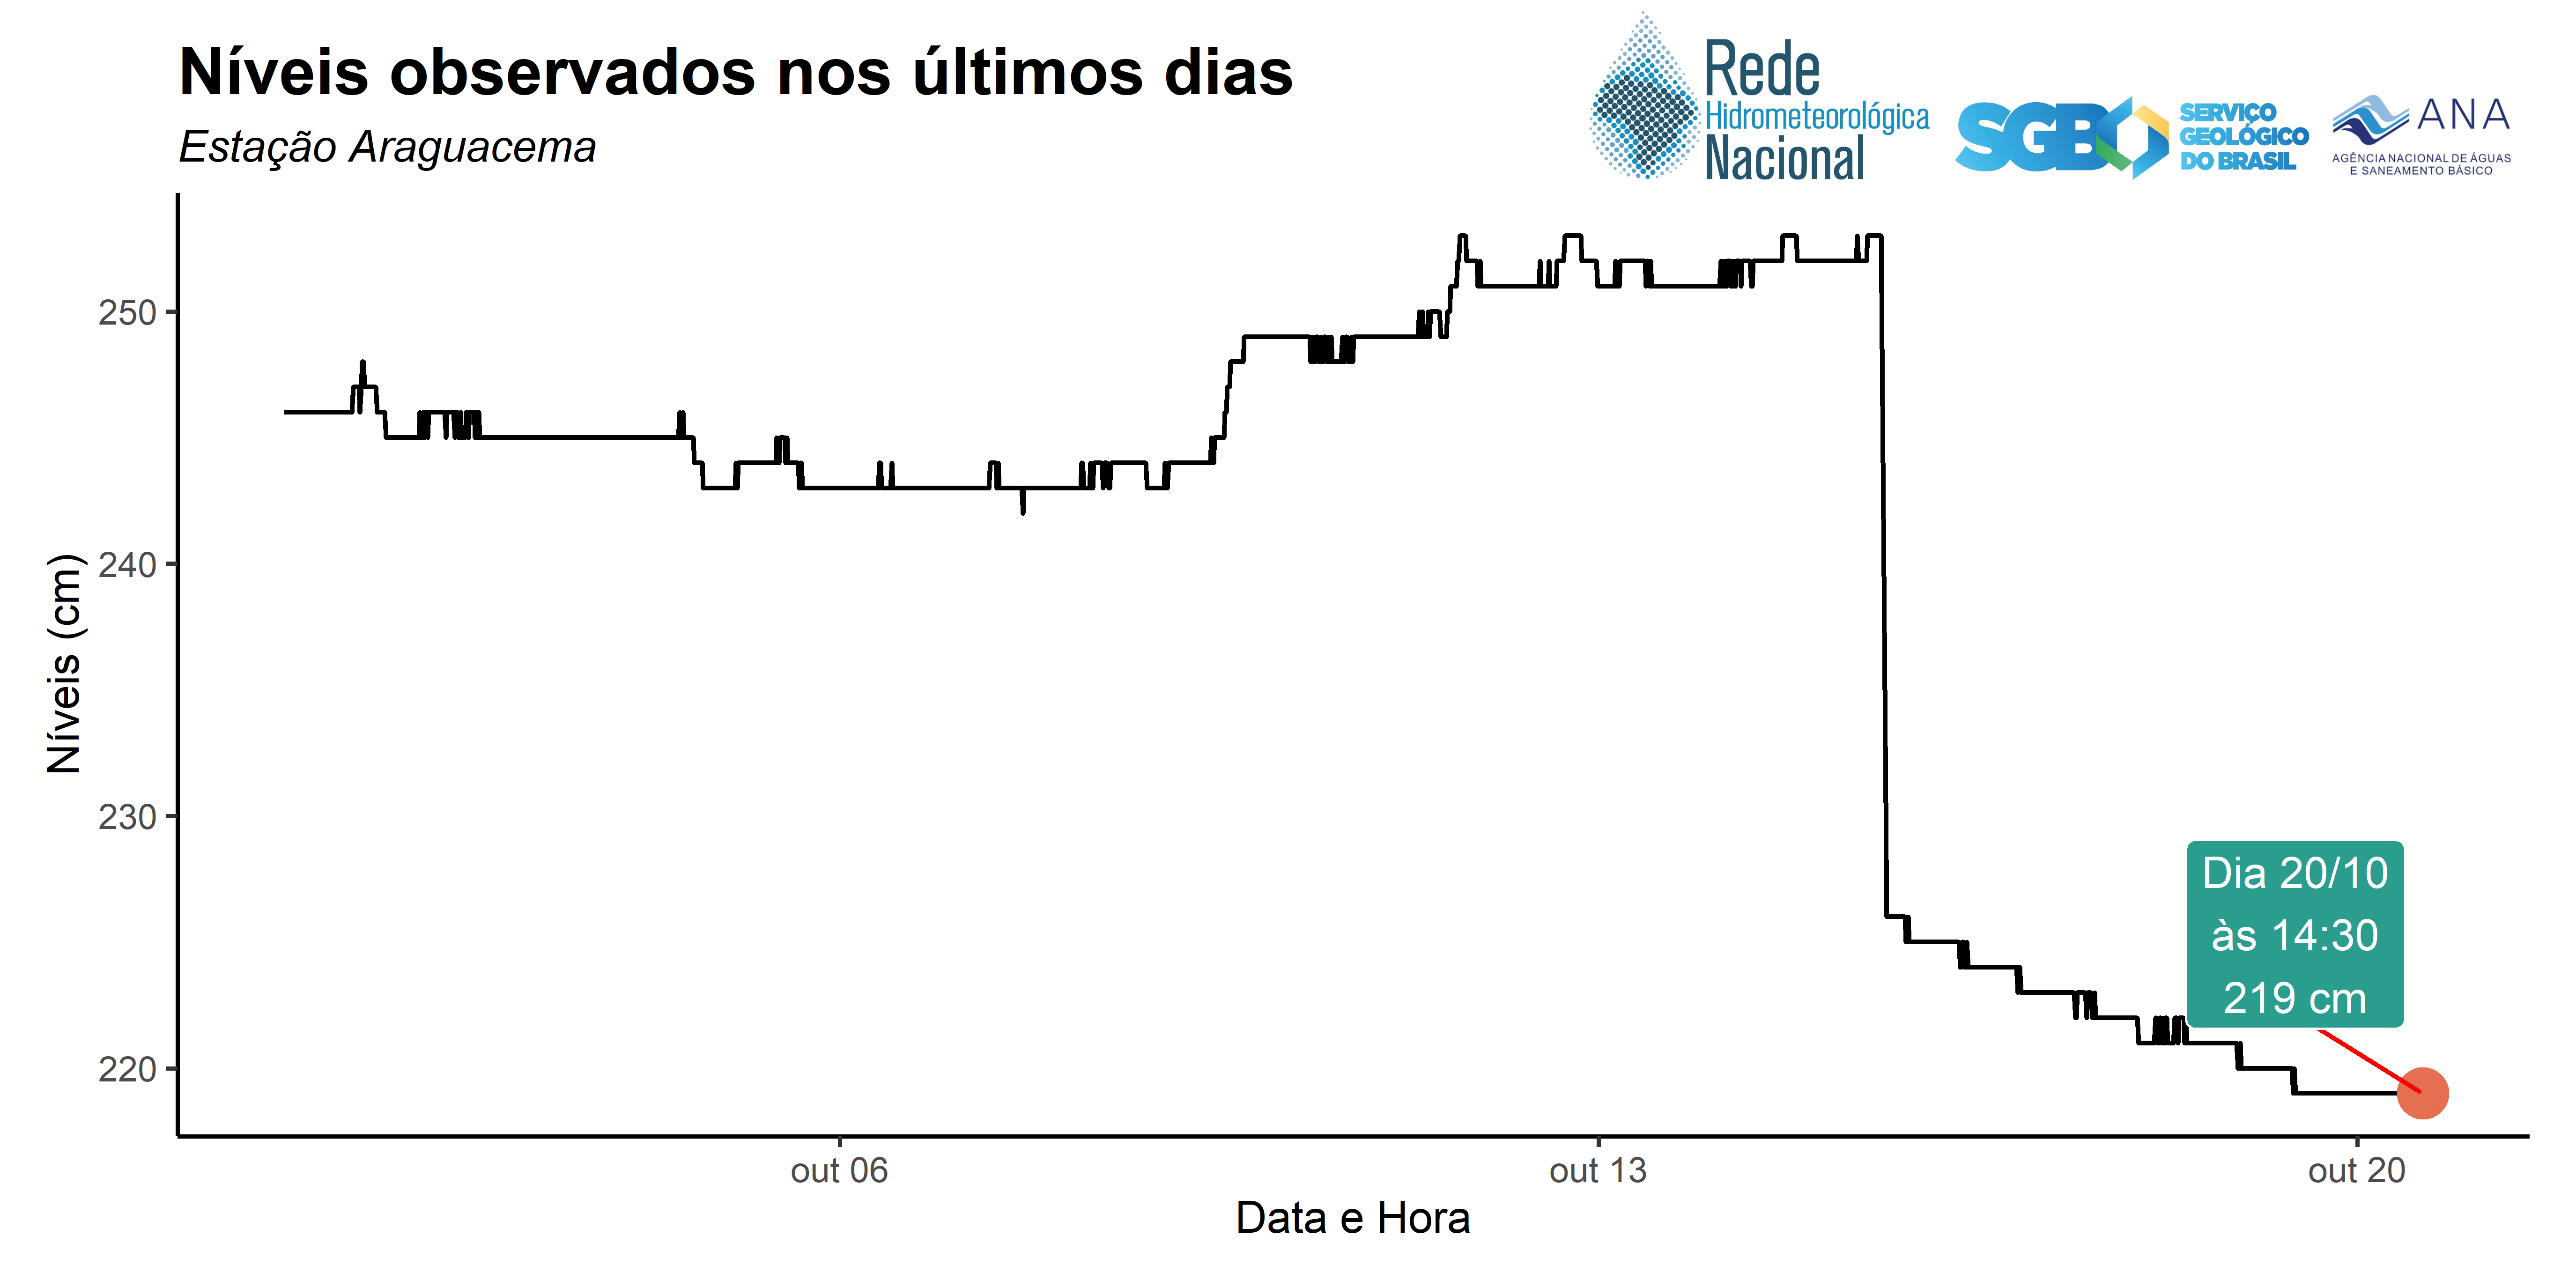 Níveis observados nos últimos dias
Estação Araguacema
Rede
Hidrometeorológica
Nacional
SGB
SERVIÇO
GEOLÓGICO
DO BRASIL
ANA
AGÊNCIA NACIONAL DE ÁGUAS
E SANEAMENTO BÁSICO
Níveis (cm)
250
240
230
220
Dia 20/10
às 14:30
219 cm
out 06
out 13
out 20
Data e Hora